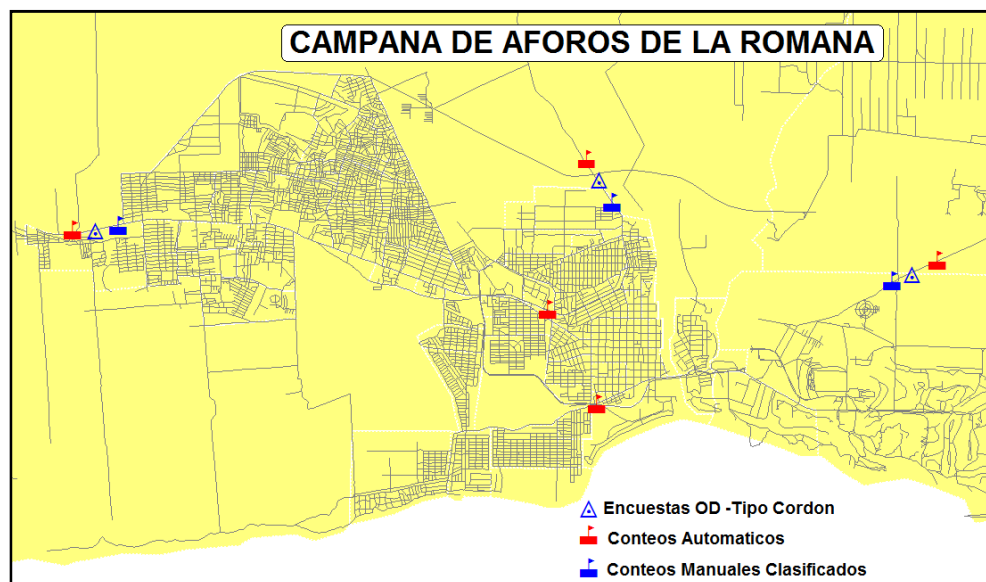 CAMPANA DE AFOROS DE LA ROMANA
Encuestas OD -Tipo Cordon
Conteos Automaticos
Conteos Manuales Clasificados